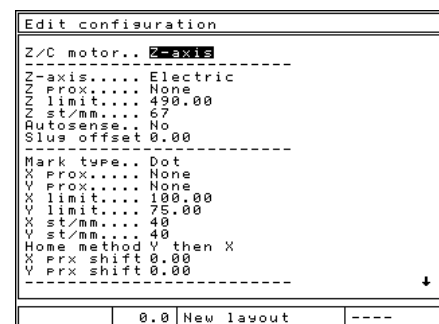 Edit configuration
Z/C motor.. Z-axis
--------------------------
Z-axis..... Electric
Z prox..... None
Z limit.... 490.00
Z st/mm.... 67
Autosense.. No
Slug offset 0.00
--------------------------
Mark type.. Dot
X prox..... None
Y prox..... None
X limit.... 100.00
Y limit.... 75.00
X st/mm.... 40
Y st/mm.... 40
Home method Y then X
X prx shift 0.00
Y prx shift 0.00
--------------------------
0.0 New layout ----